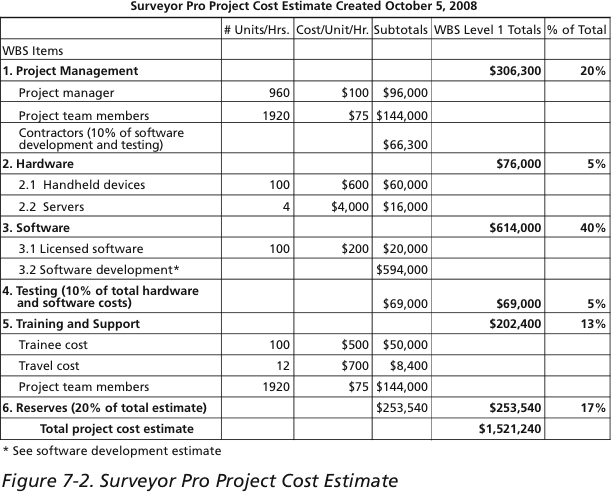 Surveyor Pro Project Cost Estimate Created October 5, 2008
# Units/Hrs. Cost/Unit/Hr. Subtotals WBS Level 1 Totals % of Total
WBS Items
1. Project Management $306,300 20%
Project manager 960 $100 $96,000
Project team members 1920 $75 $144,000
Contractors (10% of software
development and testing) $66,300
2. Hardware $76,000 5%
2.1 Handheld devices 100 $600 $60,000
2.2 Servers 4 $4,000 $16,000
3. Software $614,000 40%
3.1 Licensed software 100 $200 $20,000
3.2 Software development* $594,000
4. Testing (10% of total hardware
and software costs) $69,000 $69,000 5%
5. Training and Support $202,400 13%
Trainee cost 100 $500 $50,000
Travel cost 12 $700 $8,400
Project team members 1920 $75 $144,000
6. Reserves (20% of total estimate) $253,540 $253,540 17%
Total project cost estimate $1,521,240
* See software development estimate
Figure 7-2. Surveyor Pro Project Cost Estimate